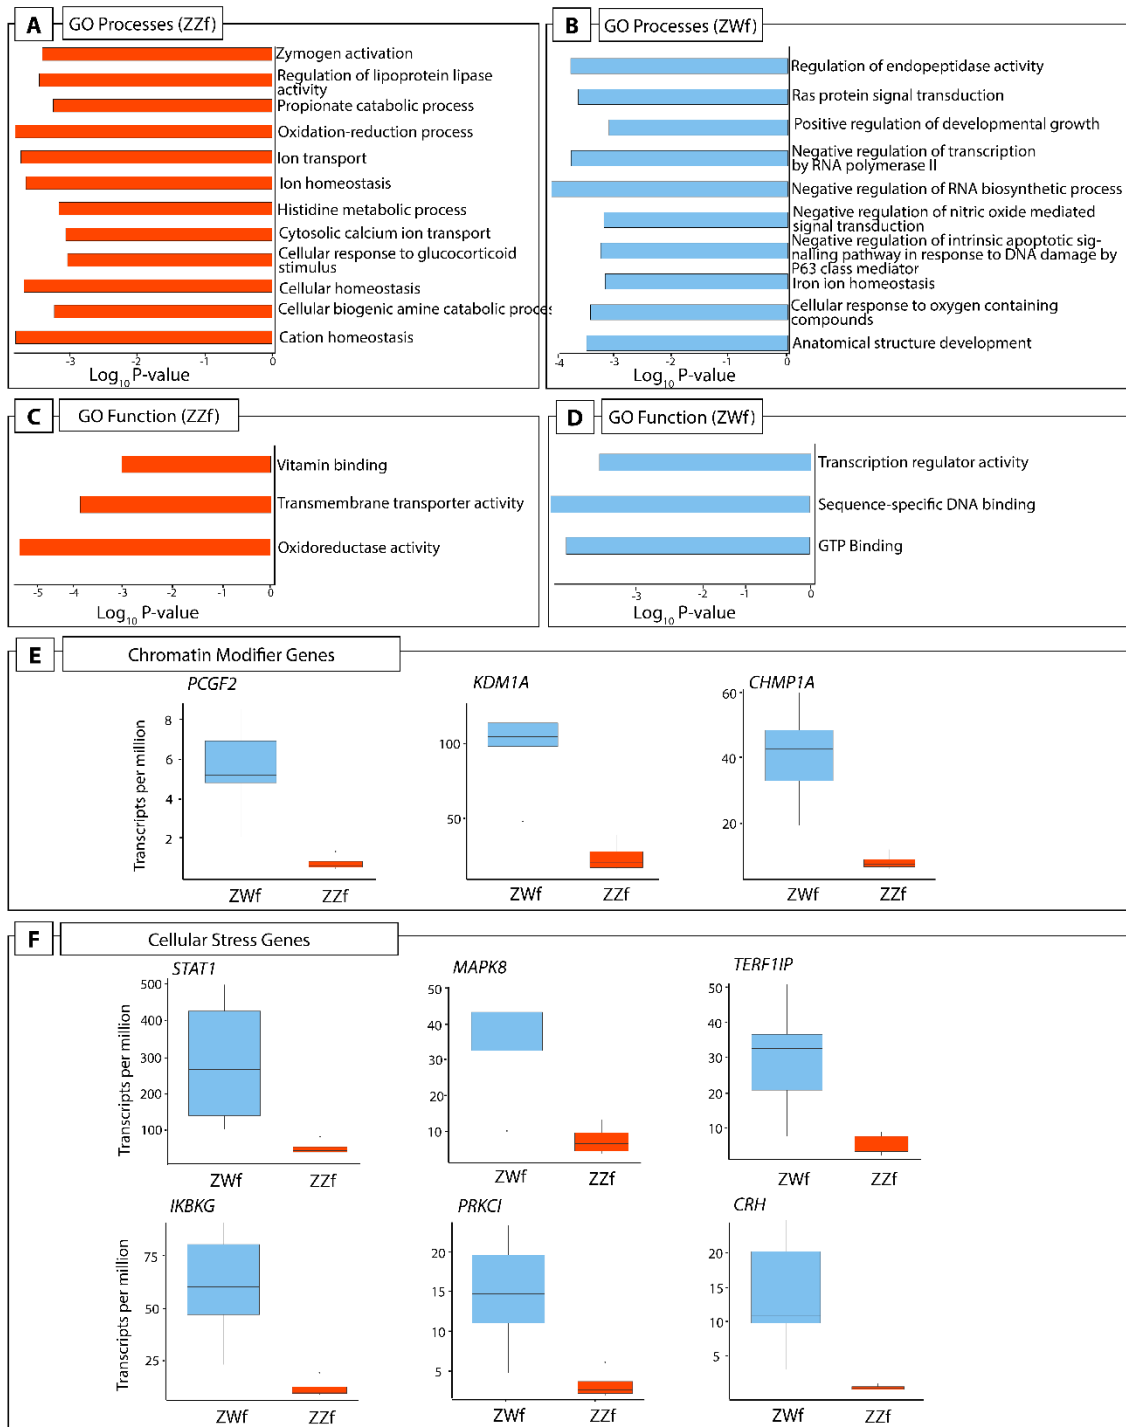 A GO Processes (ZZf)
Zymogen activation
Regulation of lipoprotein lipase
activity
Propionate catabolic process
Oxidation-reduction process
Ion transport
Ion homeostasis
Histidine metabolic process
Cytosolic calcium ion transport
Cellular response to glucocorticoid
stimulus
Cellular homeostasis
Cellular biogenic amine catabolic proces
Cation homeostasis
-3 -2 -1 0
Log10 P-value
B GO Processes (ZWf)
Regulation of endopeptidase activity
Ras protein signal transduction
Positive regulation of developmental growth
Negative regulation of transcription
by RNA polymerase II
Negative regulation of RNA biosynthetic process
Negative regulation of nitric oxide mediated
signal transduction
Negative regulation of intrinsic apoptotic sig-
nalling pathway in response to DNA damage by
P63 class mediator
Iron ion homeostasis
Cellular response to oxygen containing
compounds
Anatomical structure development
-4 -3 -2 -1 0
Log10 P-value
C GO Function (ZZf)
Vitamin binding
Transmembrane transporter activity
Oxidoreductase activity
-5 -4 -3 -2 -1 0
Log10 P-value
D GO Function (ZWf)
Transcription regulator activity
Sequence-specific DNA binding
GTP Binding
-3 -2 -1 0
Log10 P-value
E Chromatin Modifier Genes
PCGF2
Transcripts per million
8
6
4
2
ZWf ZZf
KDM1A
100
50
ZWf ZZf
CHMP1A
60
40
20
ZWf ZZf
F Cellular Stress Genes
STAT1
Transcripts per million
500
400
300
200
100
ZWf ZZf
MAPK8
50
40
30
20
10
ZWf ZZf
TERF1IP
50
40
30
20
10
ZWf ZZf
IKBKG
Transcripts per million
75
50
25
ZWf ZZf
PRKCI
20
15
10
5
ZWf ZZf
CRH
20
15
10
5
ZWf ZZf